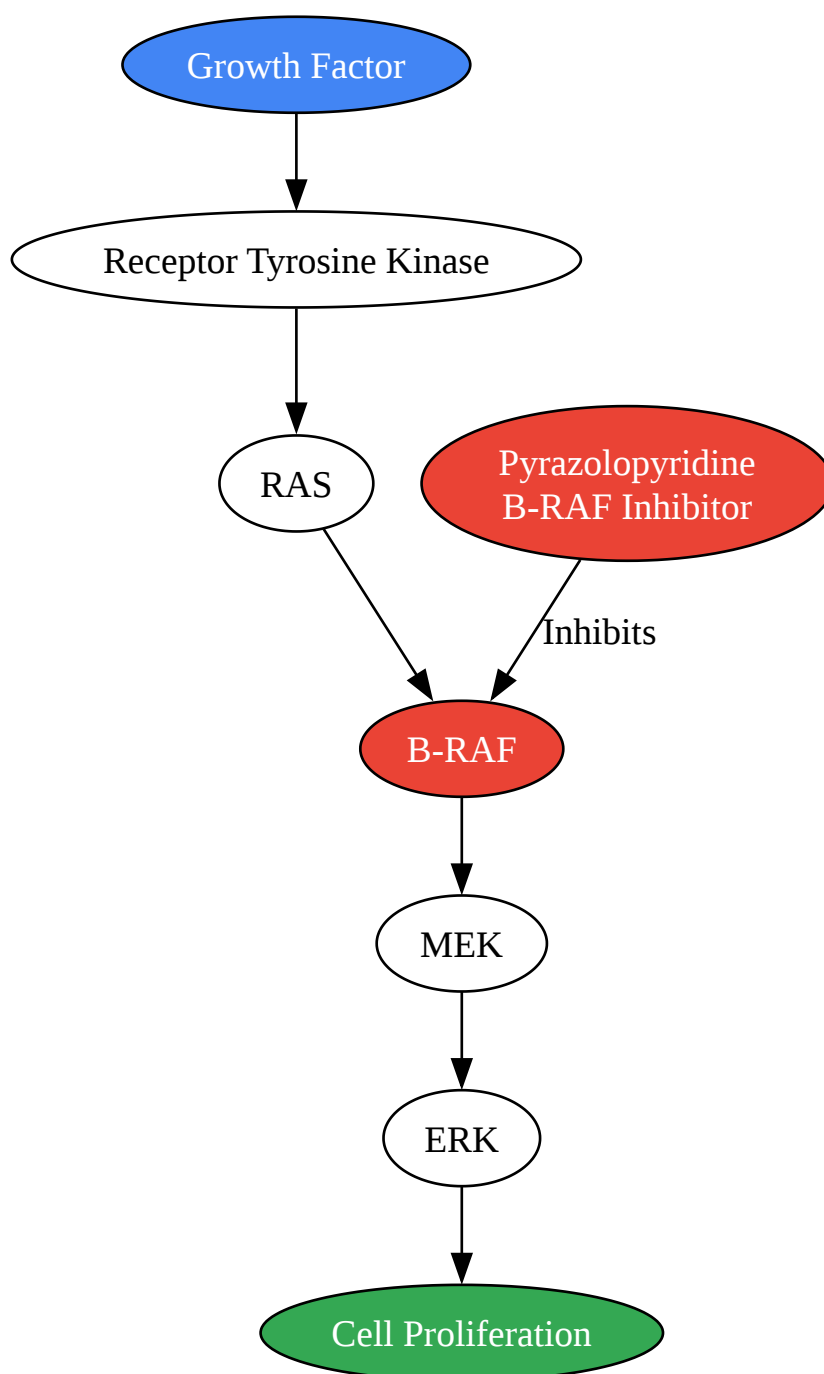 Growth Factor
Receptor Tyrosine Kinase
RAS
Pyrazolopyridine
B-RAF Inhibitor
Inhibits
B-RAF
MEK
ERK
Cell Proliferation